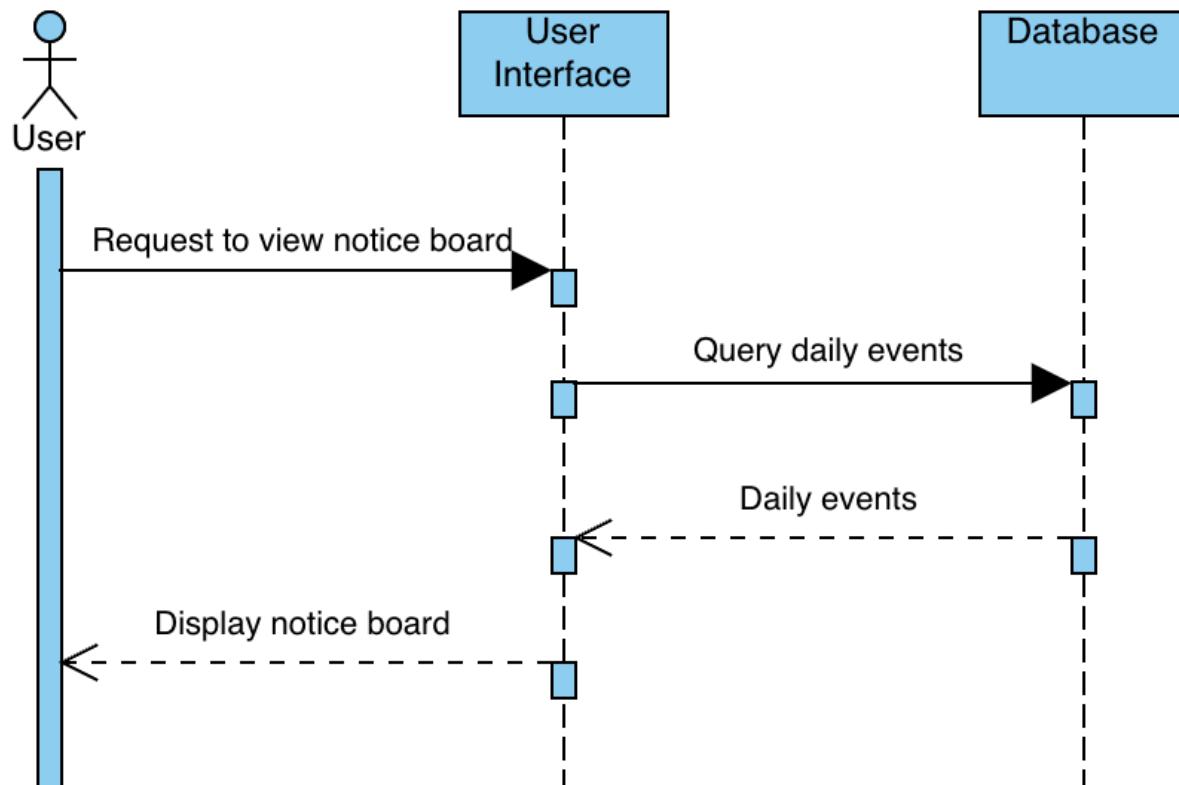 User
Interface
Database
User
Request to view notice board
Query daily events
Daily events
Display notice board